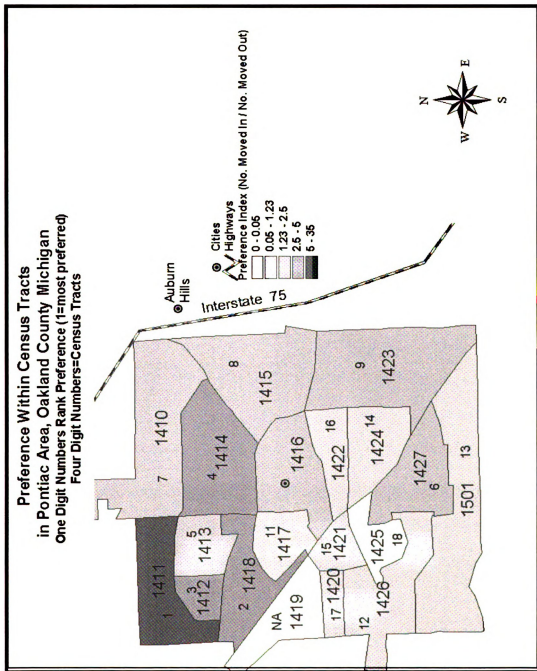 Preference Within Census Tracts
in Pontiac Area, Oakland County Michigan
One Digit Numbers Rank Preference (1=most preferred)
Four Digit Numbers=Census Tracts
Auburn
Hills
Interstate 75
Cities
Highways
Preference Index (No. Moved In / No. Moved Out)
0 - 0.05
0.05 - 1.23
1.23 - 2.5
2.5 - 5
5 - 35
N
E
W
S
1
1411
7
1410
3
1412
5
1413
4
1414
8
1415
2
1418
11
1417
1416
NA
1419
15
1421
16
1422
9
1423
17
1420
14
1424
12
1426
1425
18
1427
6
1501
13